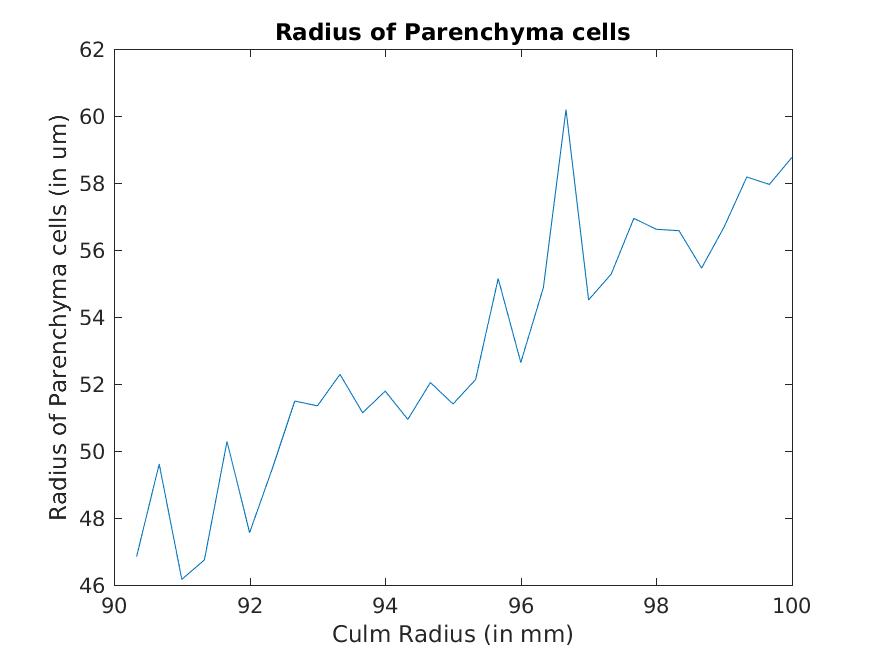 Radius of Parenchyma cells
62
60
58
56
54
52
50
48
46
Radius of Parenchyma cells (in um)
90 92 94 96 98 100
Culm Radius (in mm)